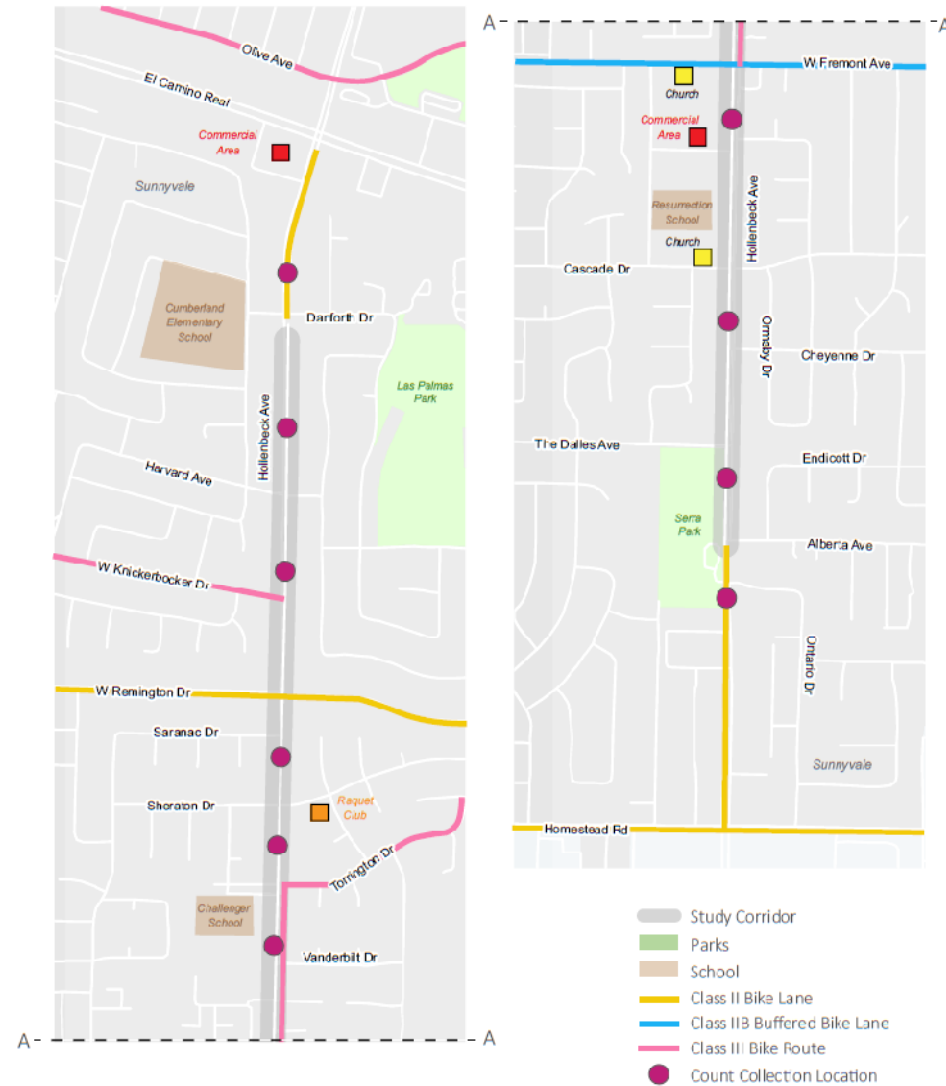 A
A
Olive Ave
El Camino Real
Commercial
Area
Sunnyvale
Cumberland
Elementary
School
Darforth Dr
Las Palmas
Park
Hollenbeck Ave
Harvard Ave
W Knickerbocker Dr
W Remington Dr
Saranac Dr
Sheraton Dr
Raquet
Club
Torrington Dr
Challenger
School
Vanderbilt Dr
A
A
W Fremont Ave
Church
Commercial
Area
Resurrection
School
Church
Hollenbeck Ave
Cascade Dr
Ormsby Dr
Cheyenne Dr
The Dalles Ave
Endicott Dr
Serra
Park
Alberta Ave
Ontario Dr
Sunnyvale
Homestead Rd
Study Corridor
Parks
School
Class II Bike Lane
Class IIB Buffered Bike Lane
Class III Bike Route
Count Collection Location